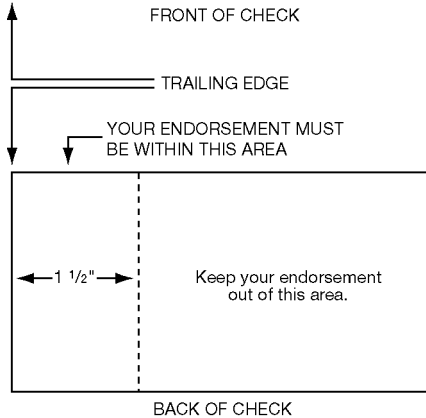 FRONT OF CHECK
TRAILING EDGE
YOUR ENDORSEMENT MUST
BE WITHIN THIS AREA
1 1/2"
Keep your endorsement
out of this area.
BACK OF CHECK